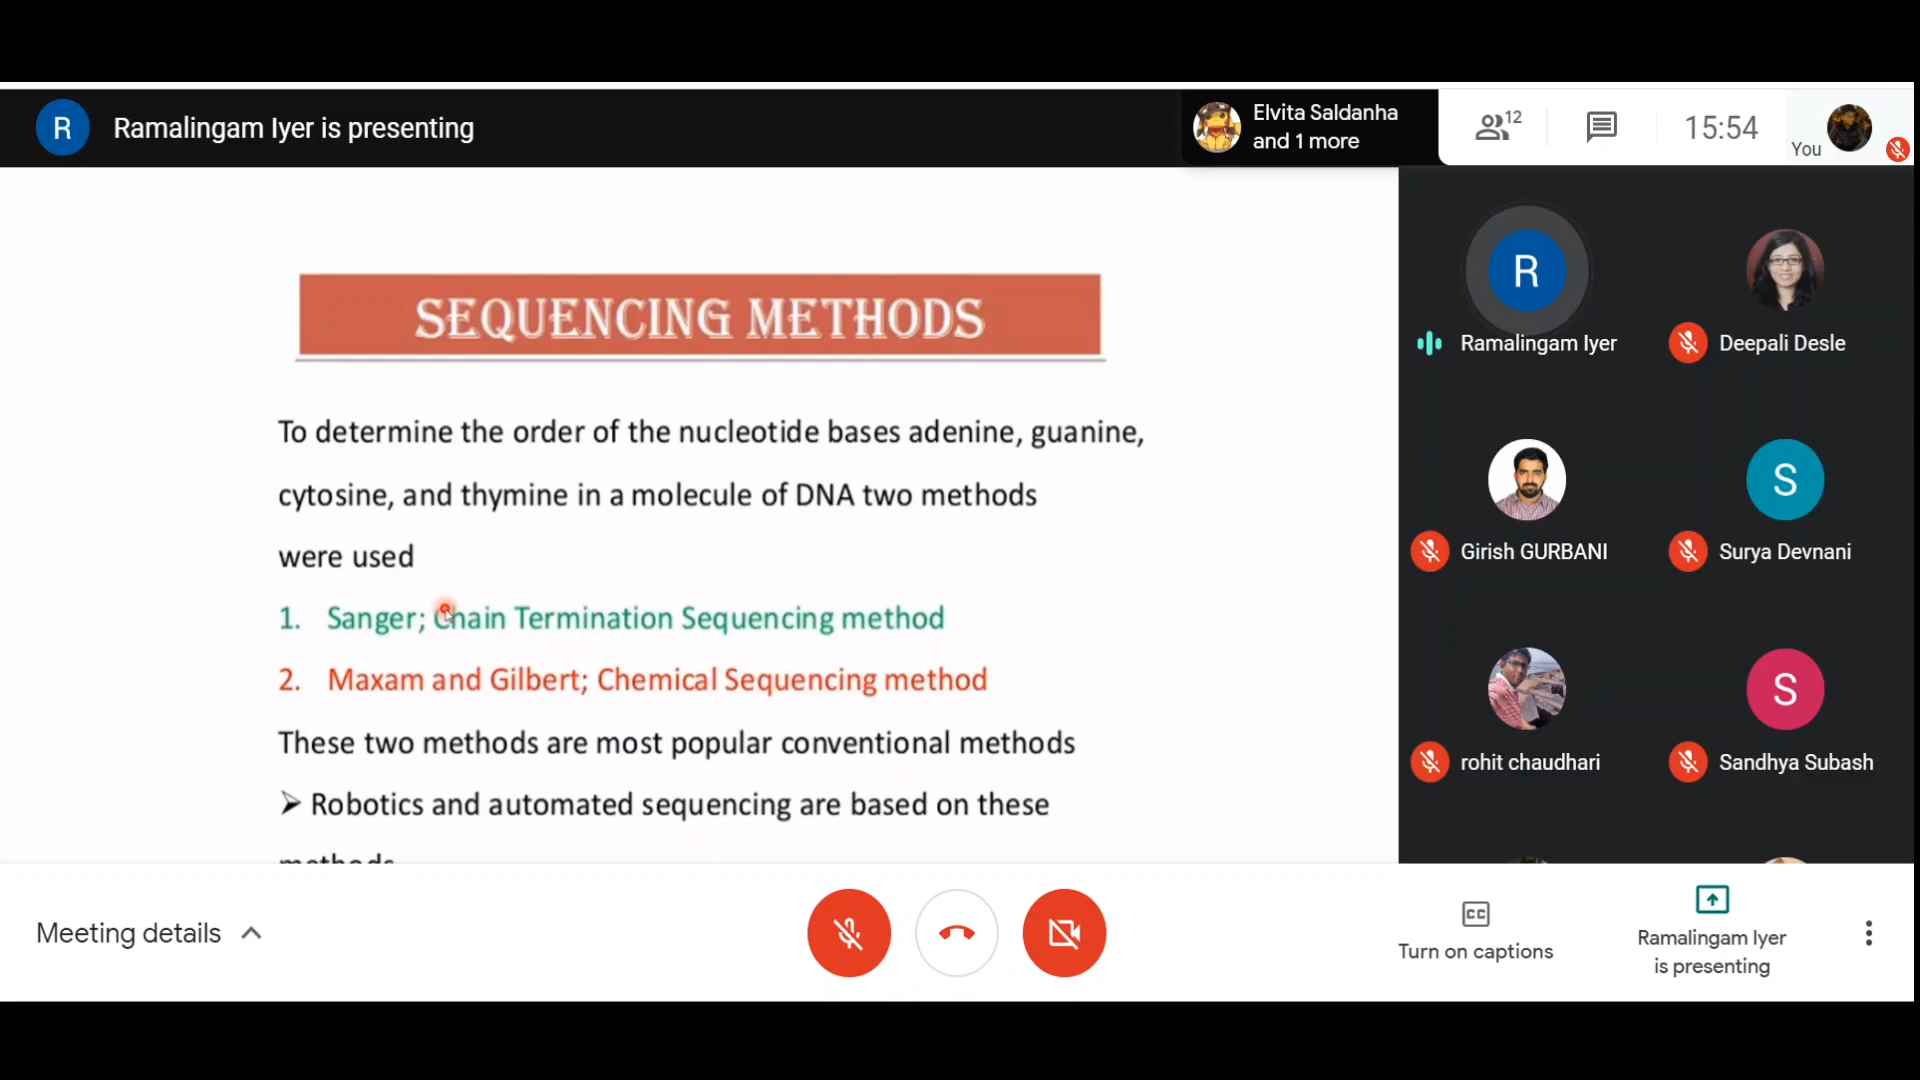 R
Ramalingam Iyer is presenting
Elvita Saldanha
and 1 more
12
15:54
You
SEQUENCING METHODS
To determine the order of the nucleotide bases adenine, guanine,
cytosine, and thymine in a molecule of DNA two methods
were used
1. Sanger; Chain Termination Sequencing method
2. Maxam and Gilbert; Chemical Sequencing method
These two methods are most popular conventional methods
➢ Robotics and automated sequencing are based on these
methods
R
Ramalingam Iyer
Deepali Desle
Girish GURBANI
S
Surya Devnani
rohit chaudhari
S
Sandhya Subash
Meeting details
CC
Turn on captions
Ramalingam Iyer
is presenting